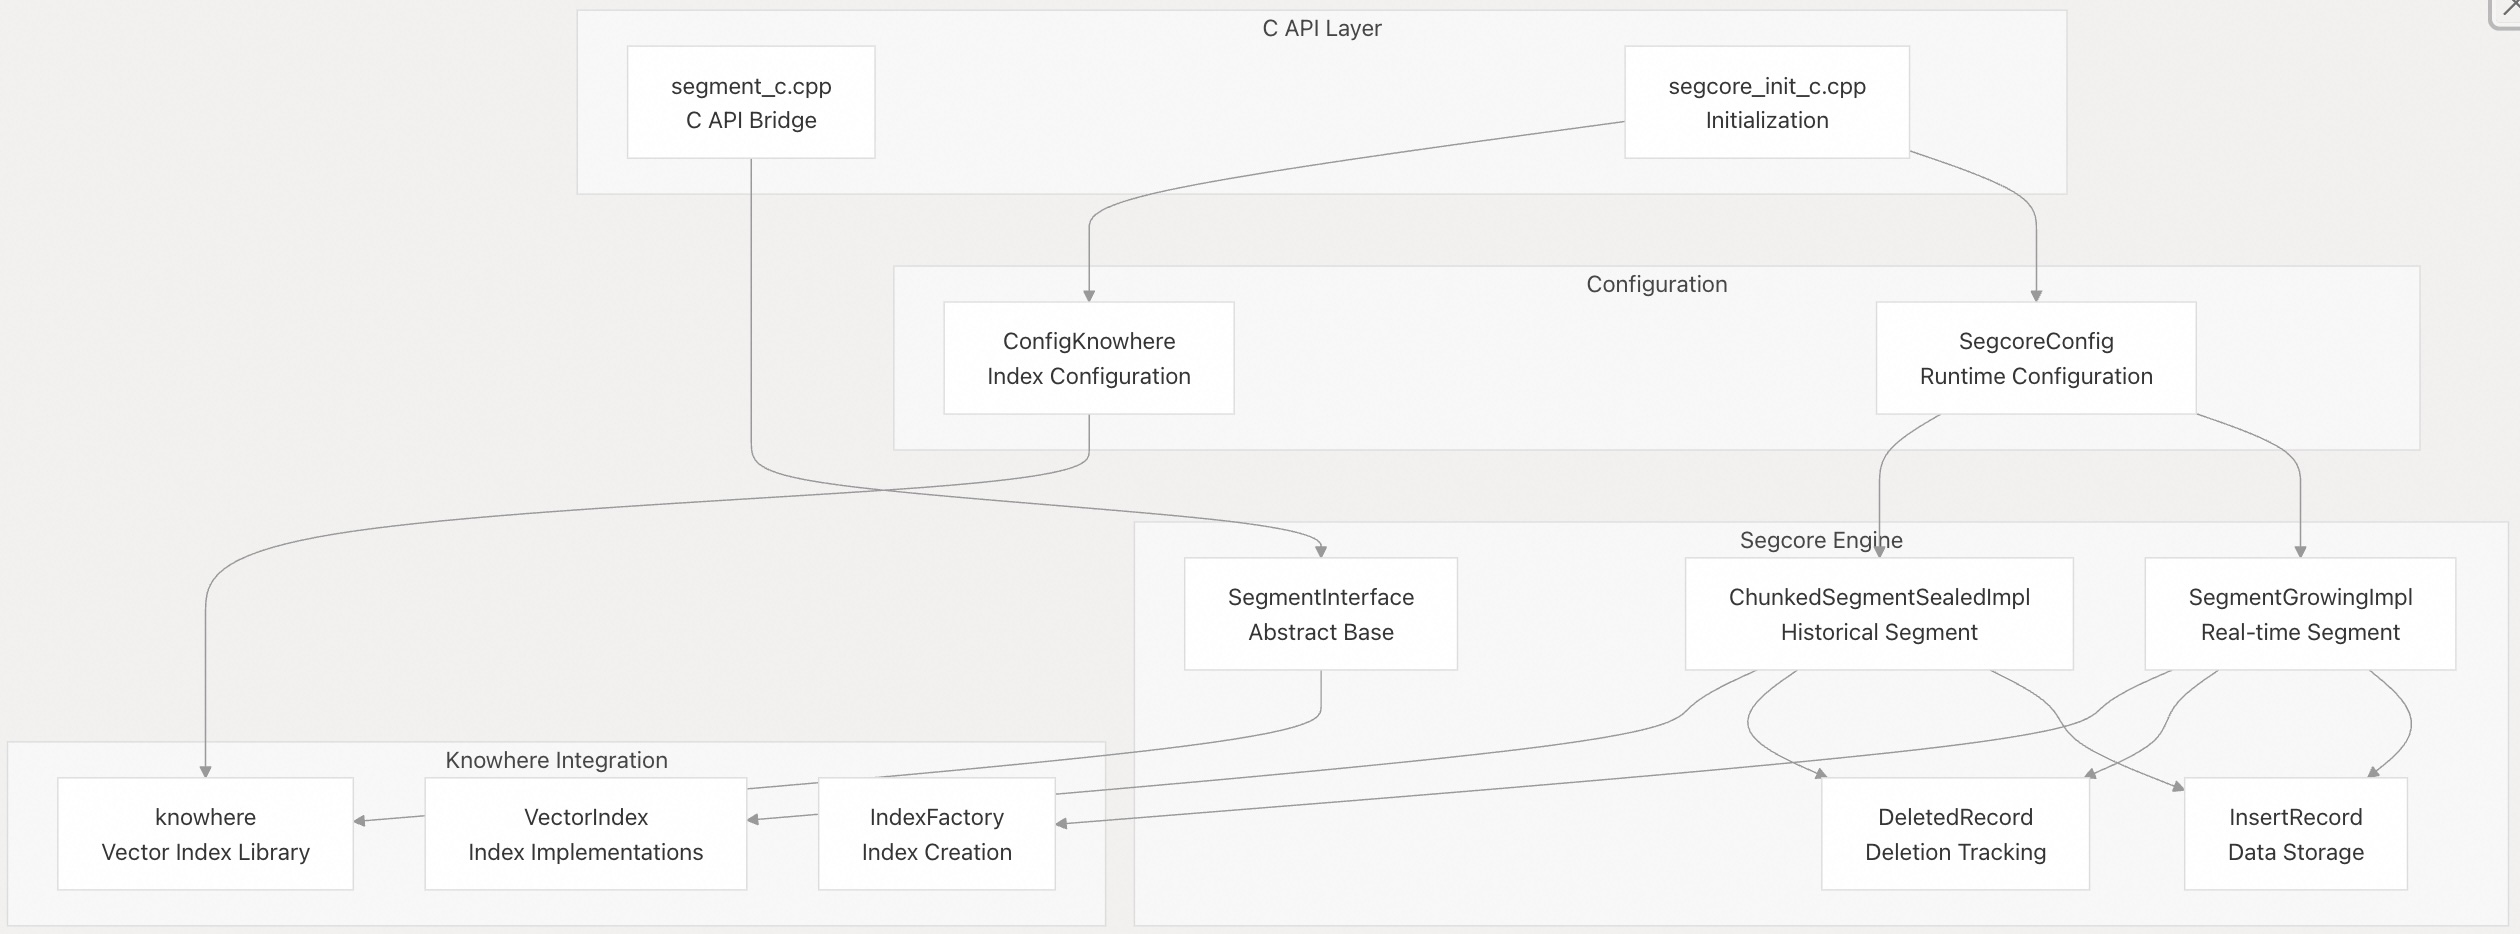 C API Layer
segment_c.cpp
C API Bridge
segcore_init_c.cpp
Initialization
Configuration
ConfigKnowhere
Index Configuration
SegcoreConfig
Runtime Configuration
Segcore Engine
SegmentInterface
Abstract Base
ChunkedSegmentSealedImpl
Historical Segment
SegmentGrowingImpl
Real-time Segment
Knowhere Integration
knowhere
Vector Index Library
VectorIndex
Index Implementations
IndexFactory
Index Creation
DeletedRecord
Deletion Tracking
InsertRecord
Data Storage